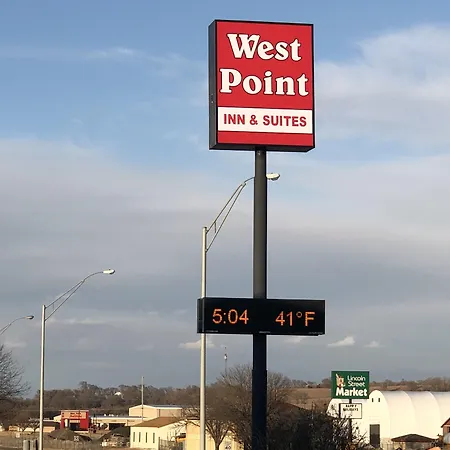 West
Point
INN & SUITES
5:04 41°F
Lincoln
Street
Market